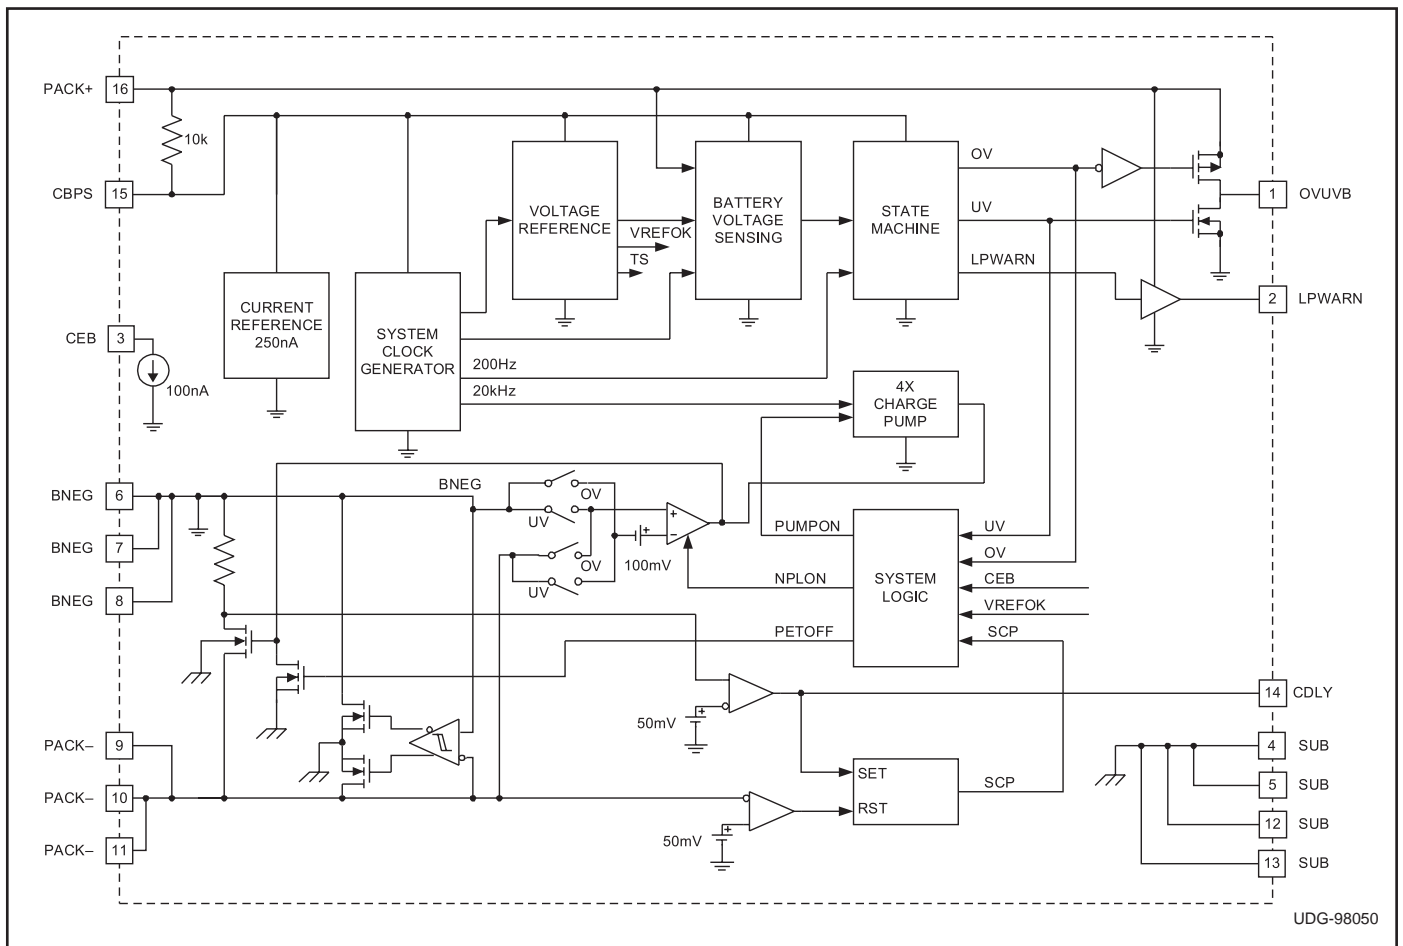 PACK+
16
10k
CBPS
15
CEB
3
100nA
CURRENT
REFERENCE
250nA
SYSTEM
CLOCK
GENERATOR
VOLTAGE
REFERENCE
VREFOK
TS
BATTERY
VOLTAGE
SENSING
STATE
MACHINE
OV
UV
LPWARN
1
OVUVB
2
LPWARN
200Hz
20kHz
4X
CHARGE
PUMP
BNEG
6
BNEG
7
BNEG
8
BNEG
OV
UV
OV
UV
+
100mV
+
–
PUMPON
NPLON
PETOFF
SYSTEM
LOGIC
UV
OV
CEB
VREFOK
SCP
50mV
+
14
CDLY
PACK–
9
PACK–
10
PACK–
11
50mV
+
SET
RST
SCP
4
SUB
5
SUB
12
SUB
13
SUB
UDG-98050